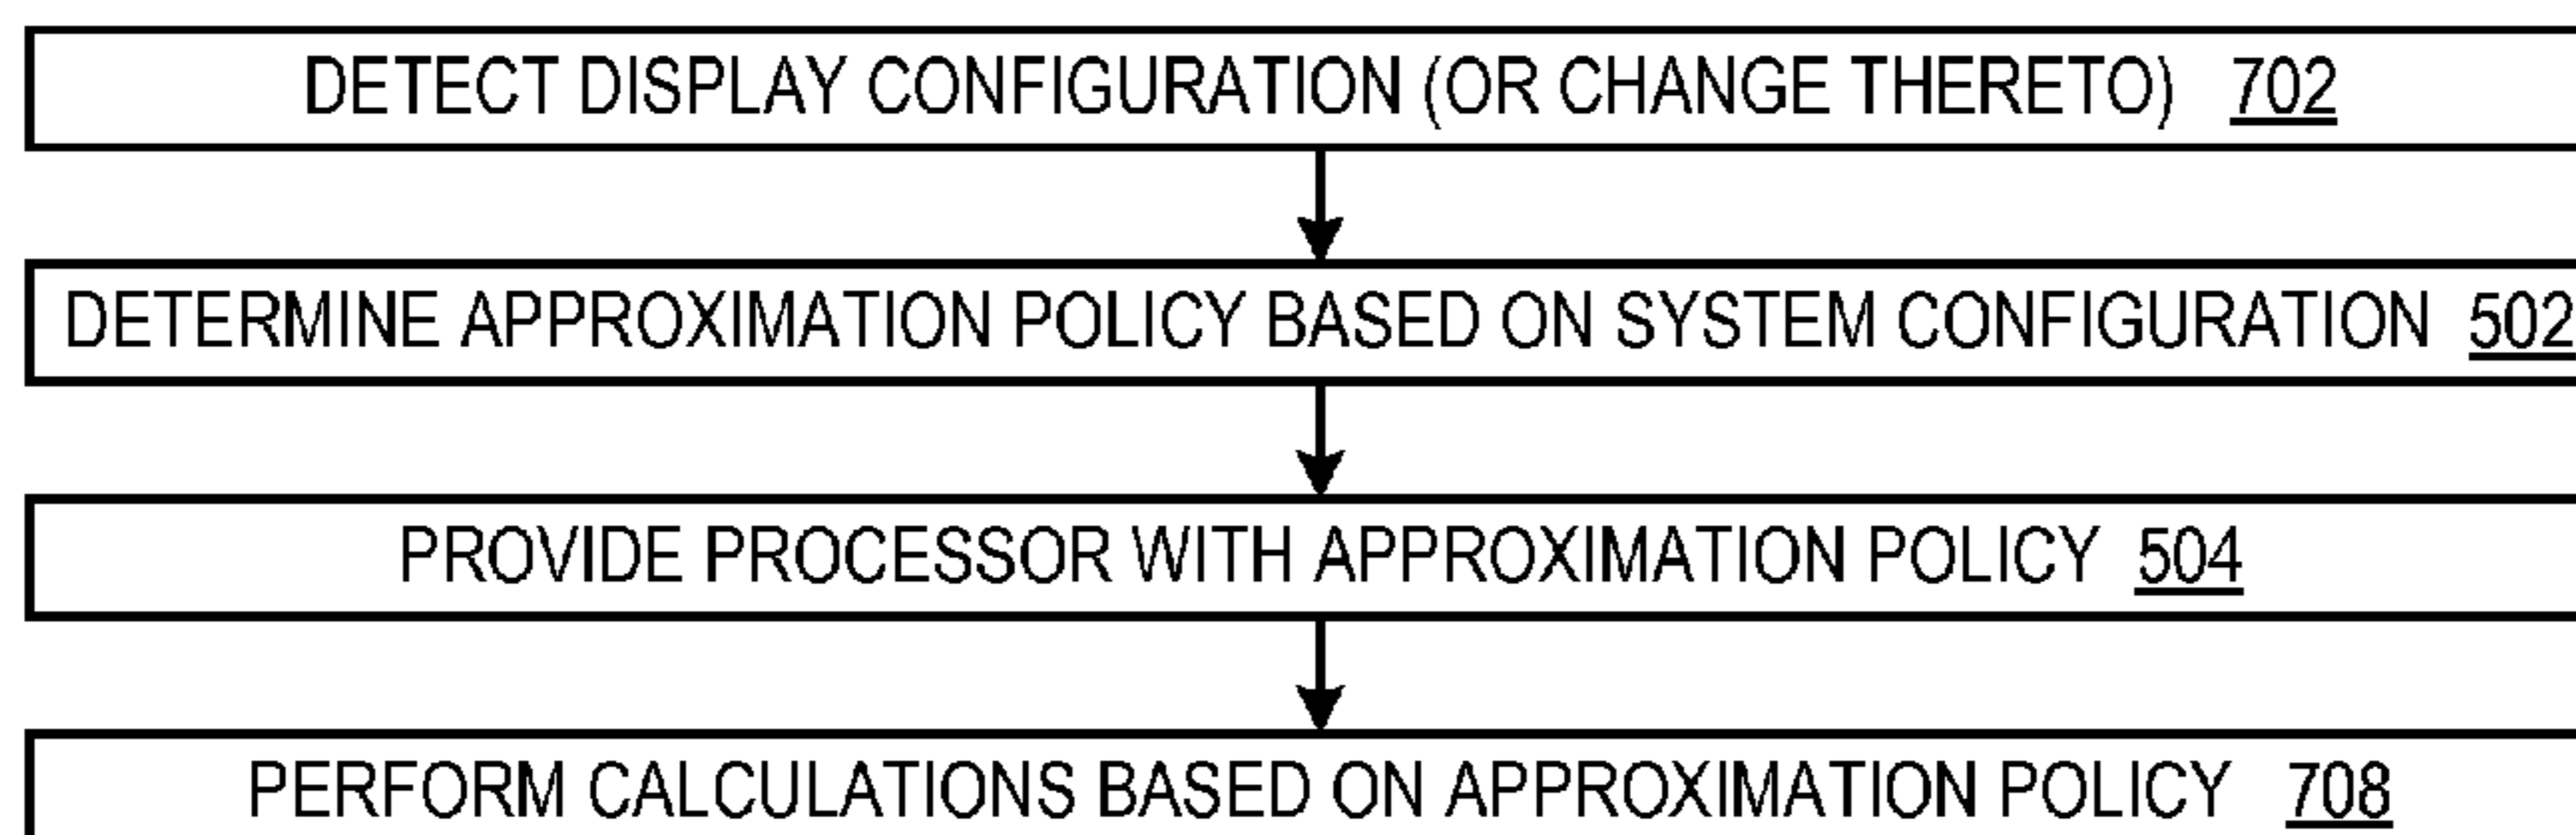 DETECT DISPLAY CONFIGURATION (OR CHANGE THERETO) 702
DETERMINE APPROXIMATION POLICY BASED ON SYSTEM CONFIGURATION 502
PROVIDE PROCESSOR WITH APPROXIMATION POLICY 504
PERFORM CALCULATIONS BASED ON APPROXIMATION POLICY 708